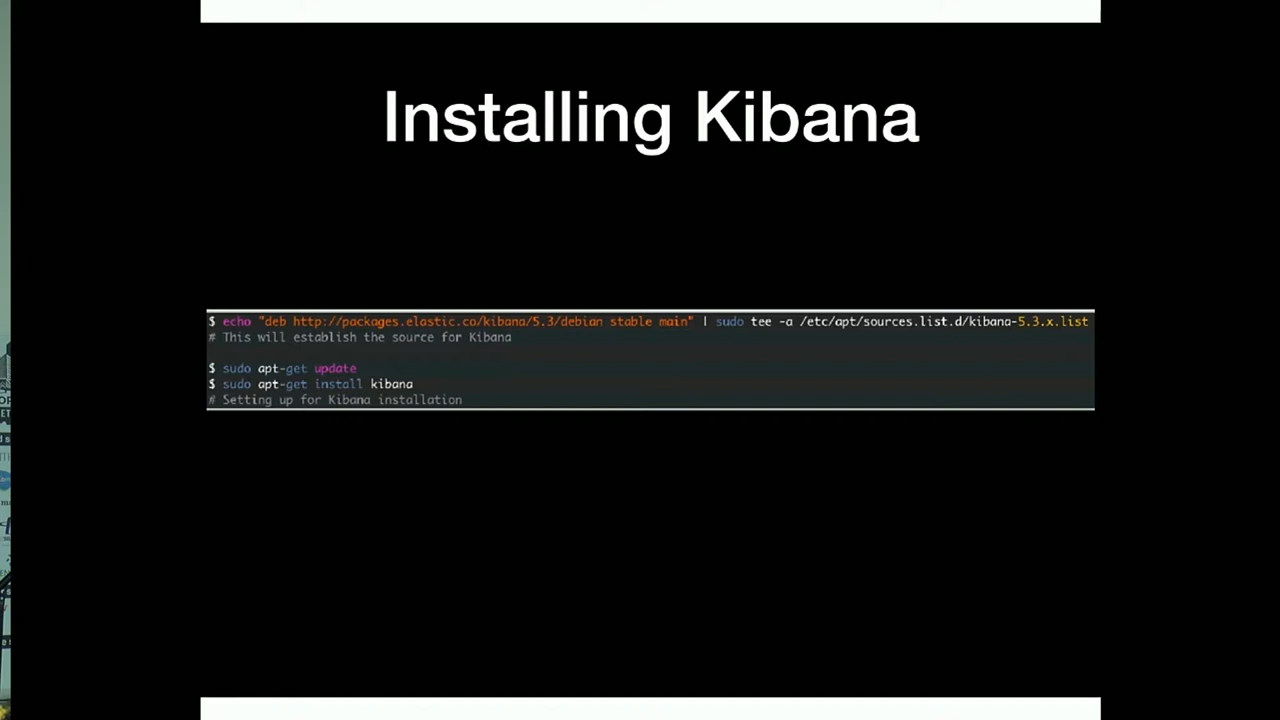 Installing Kibana
$ echo "deb http://packages.elastic.co/kibana/5.3/debian stable main" | sudo tee -a /etc/apt/sources.list.d/kibana-5.3.x.list
# This will establish the source for Kibana
$ sudo apt-get update
$ sudo apt-get install kibana
# Setting up for Kibana installation